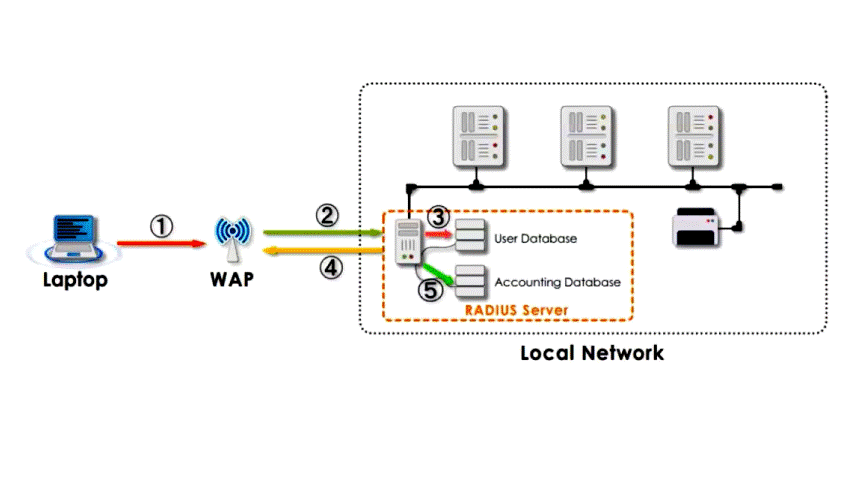 ①
②
③
④
⑤
User Database
Accounting Database
RADIUS Server
Laptop
WAP
Local Network